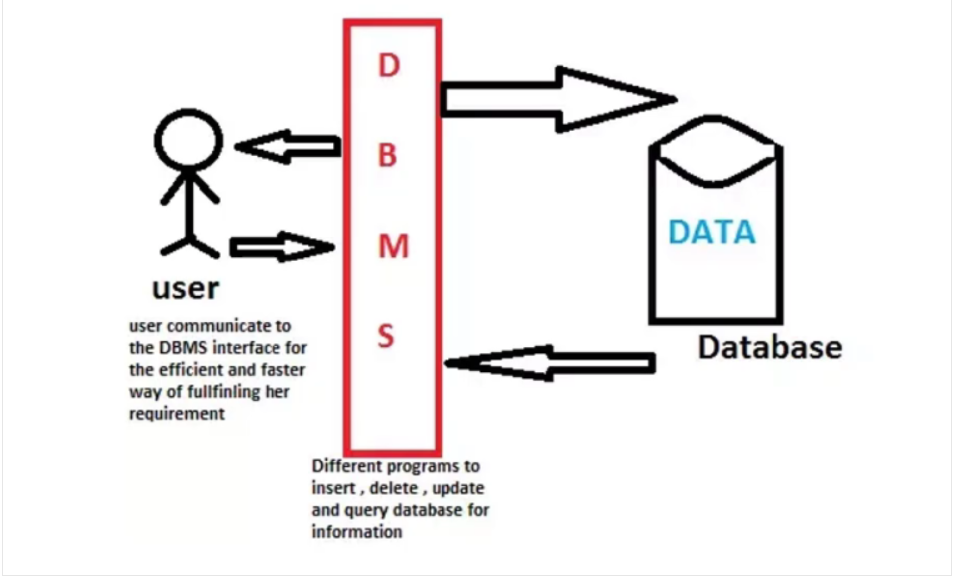 D
B
M
S
DATA
user
Database
user communicate to
the DBMS interface for
the efficient and faster
way of fullfinling her
requirement
Different programs to
insert , delete , update
and query database for
information